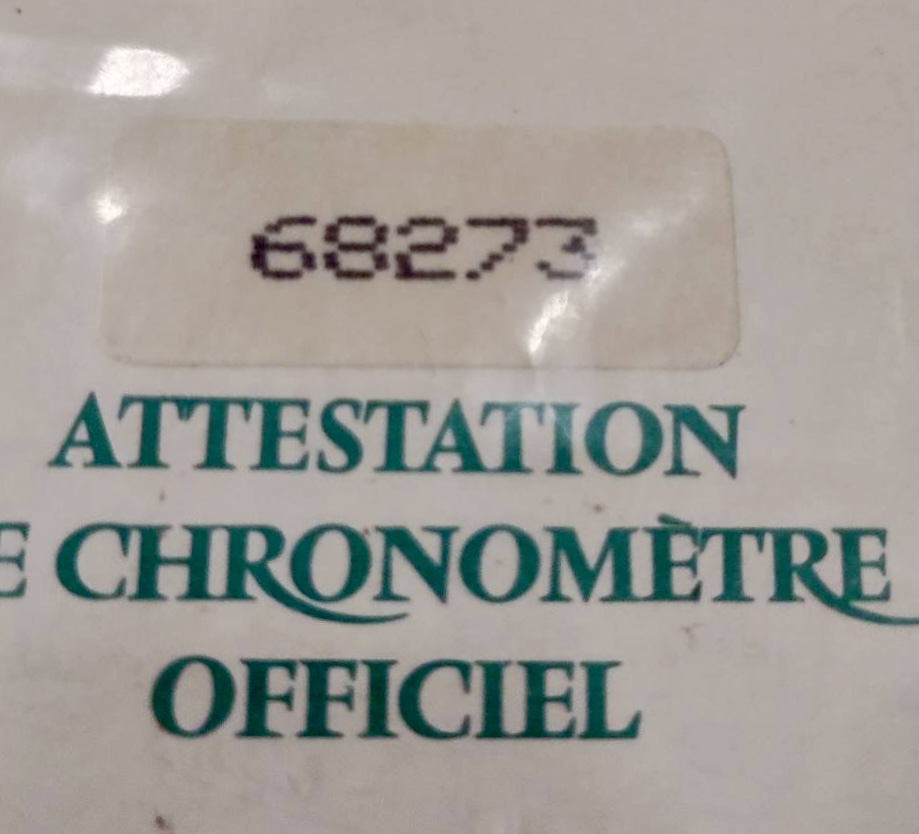 68273
ATTESTATION
E CHRONOMÈTRE
OFFICIEL